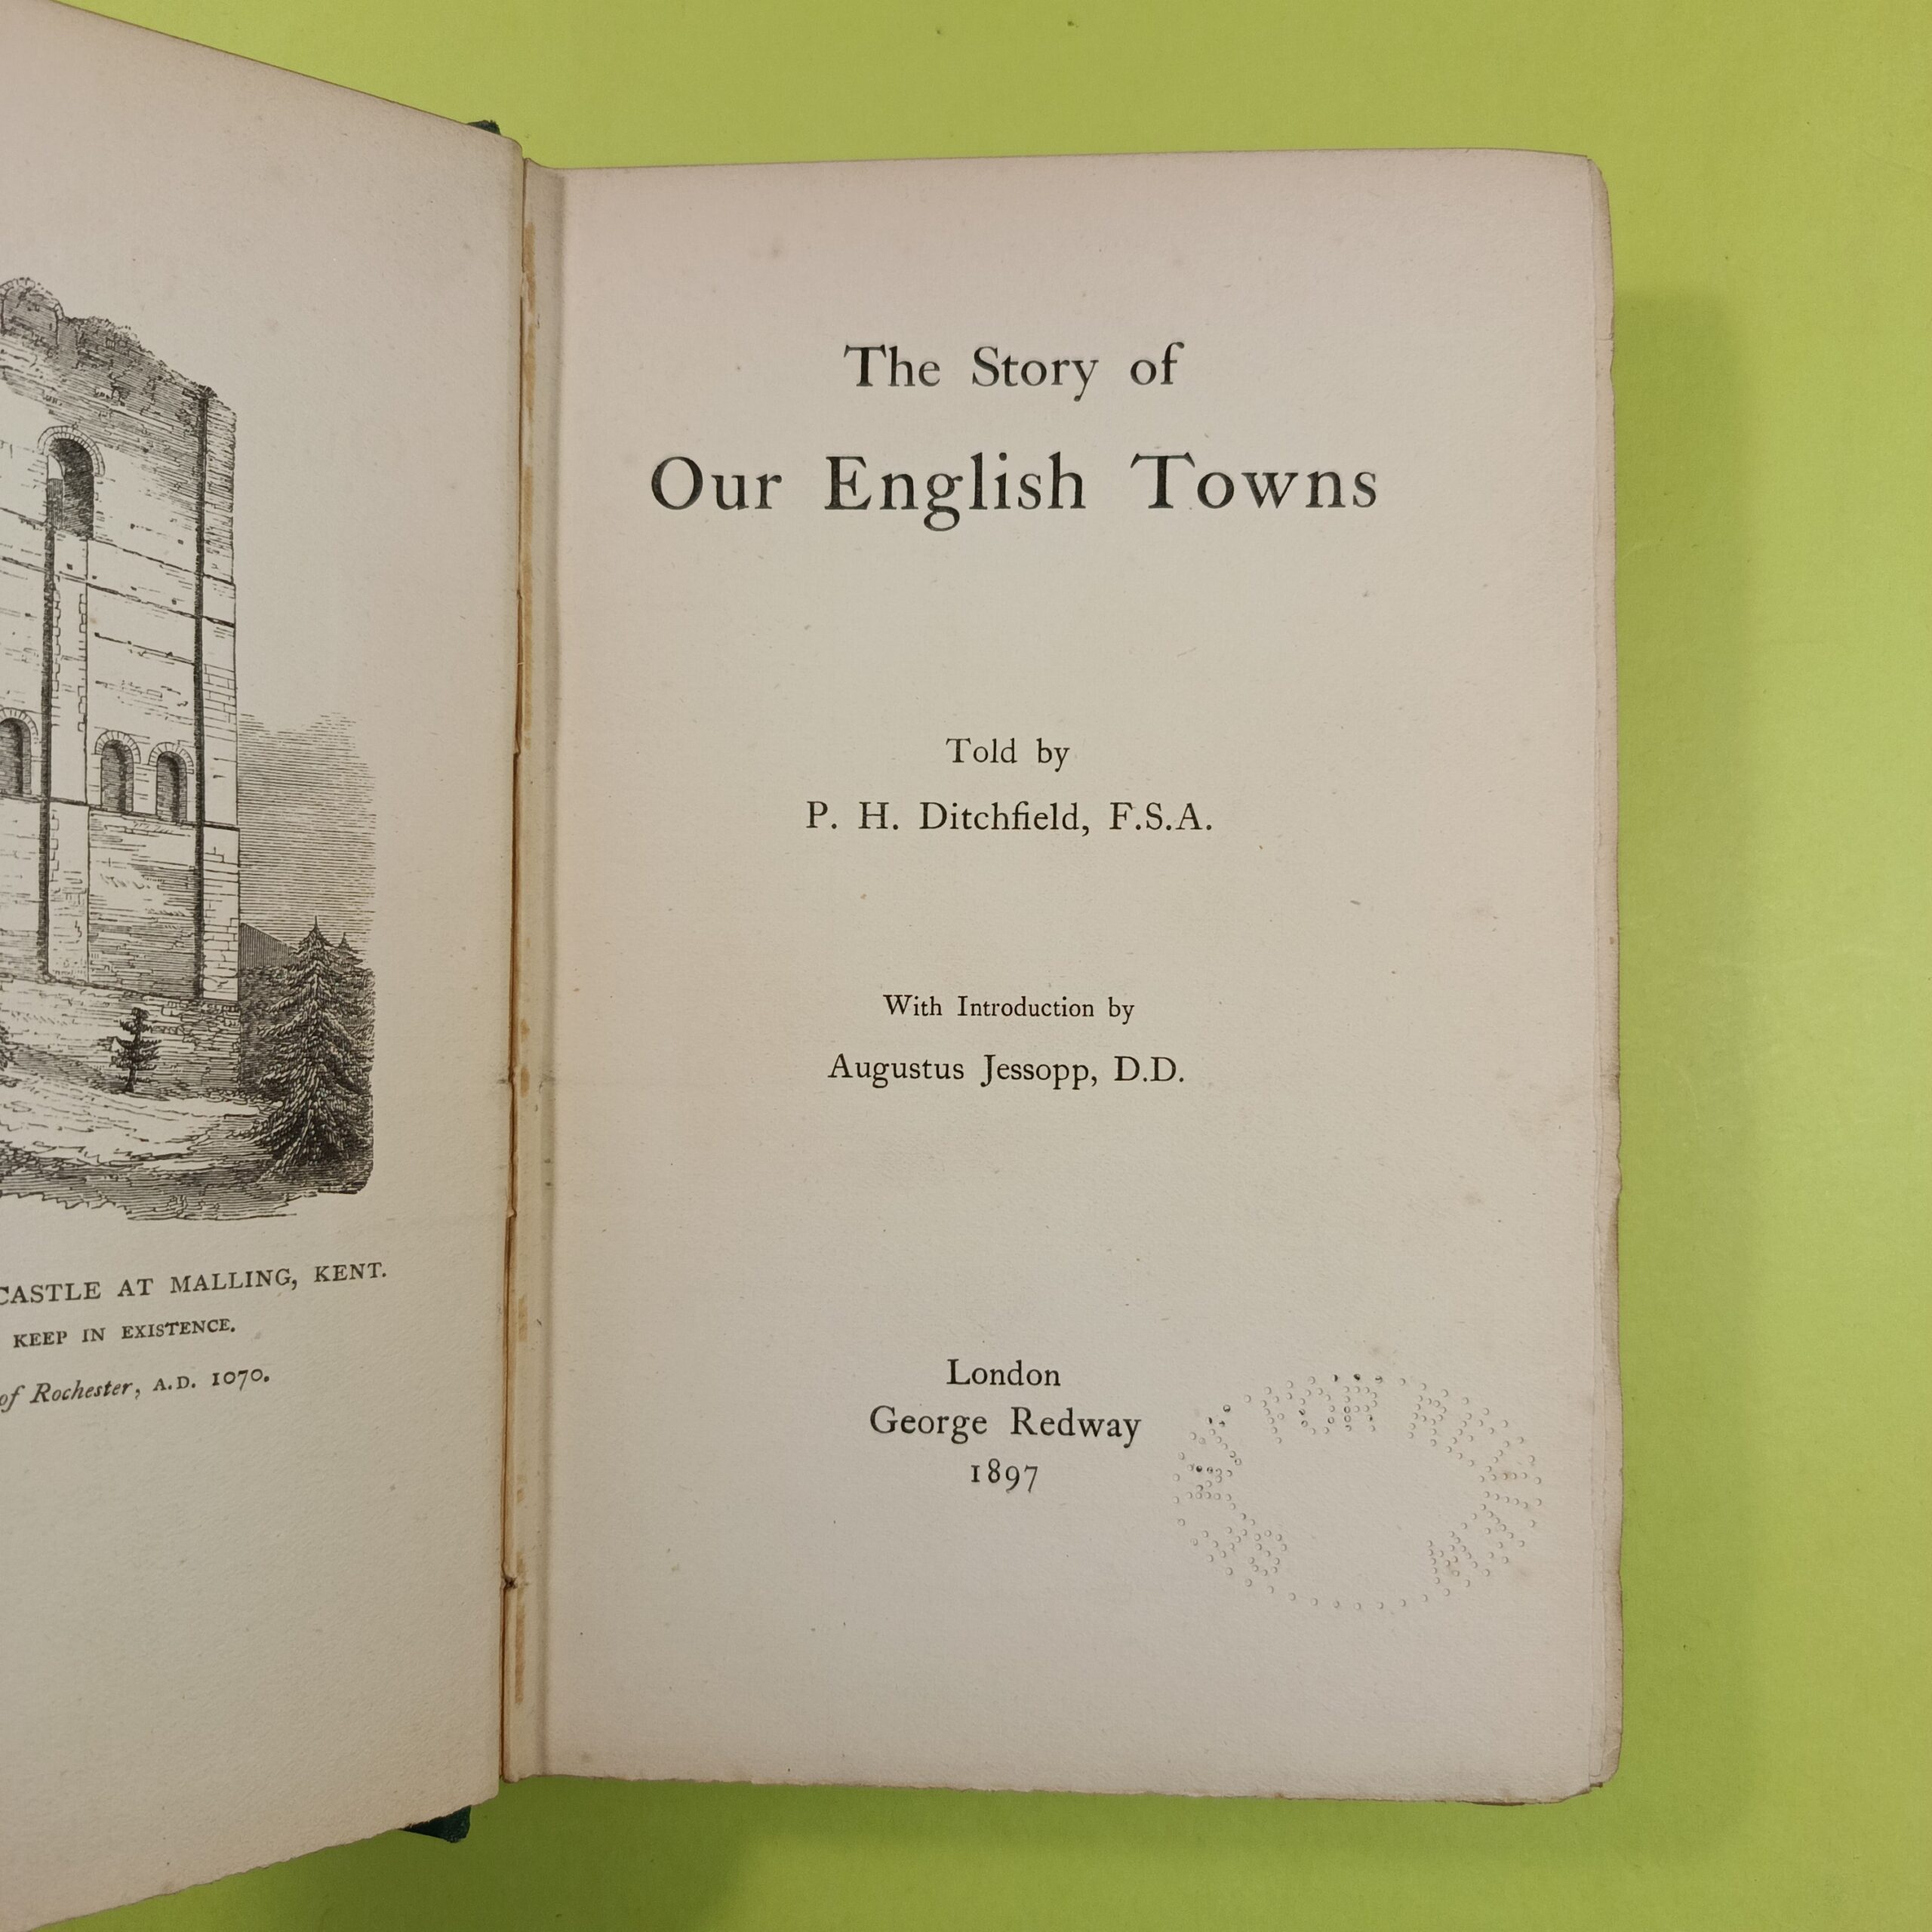 CASTLE AT MALLING, KENT.
KEEP IN EXISTENCE.
of Rochester, A.D. 1070.
The Story of
Our English Towns
Told by
P. H. Ditchfield, F.S.A.
With Introduction by
Augustus Jessopp, D.D.
London
George Redway
1897